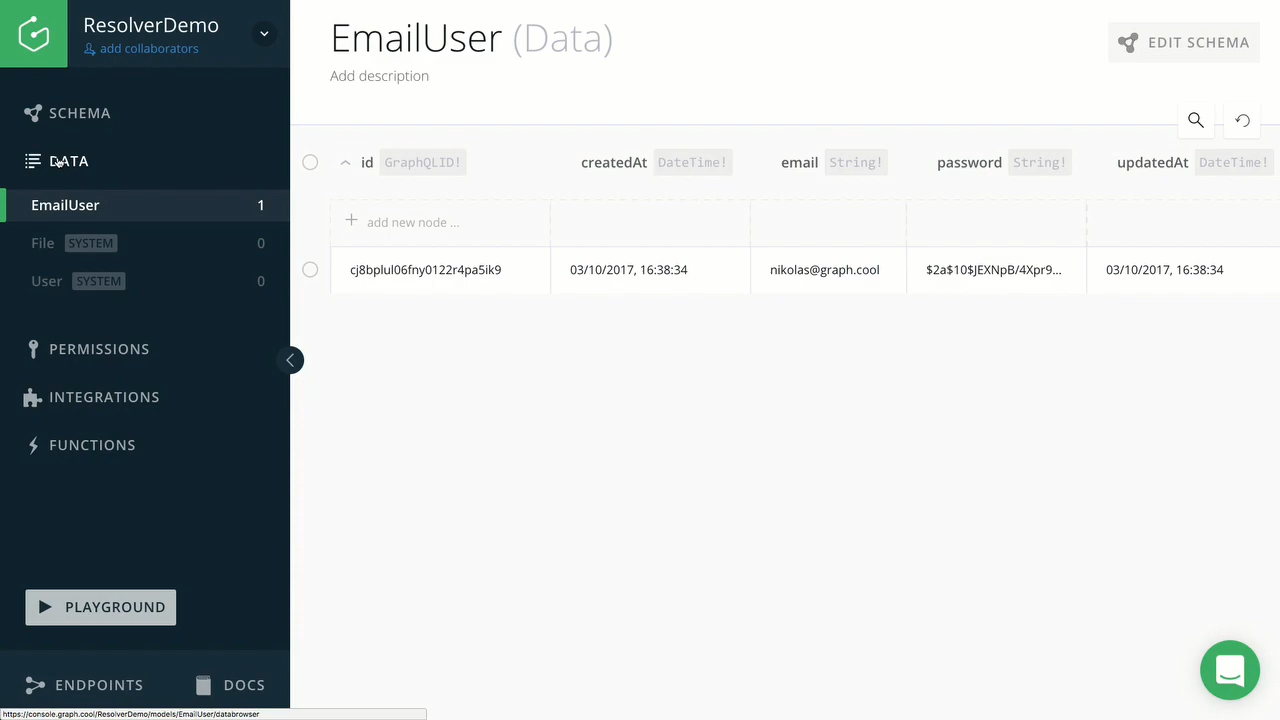 ResolverDemo
add collaborators
SCHEMA
DATA
EmailUser 1
File SYSTEM 0
User SYSTEM 0
PERMISSIONS
INTEGRATIONS
FUNCTIONS
PLAYGROUND
ENDPOINTS DOCS
https://console.graph.cool/ResolverDemo/models/EmailUser/databrowser
EmailUser (Data)
Add description
EDIT SCHEMA
id GraphQLID! createdAt DateTime! email String! password String! updatedAt DateTime!
add new node ...
cj8bplul06fny0122r4pa5ik9 03/10/2017, 16:38:34 nikolas@graph.cool $2a$10$JEXNpB/4Xpr9... 03/10/2017, 16:38:34